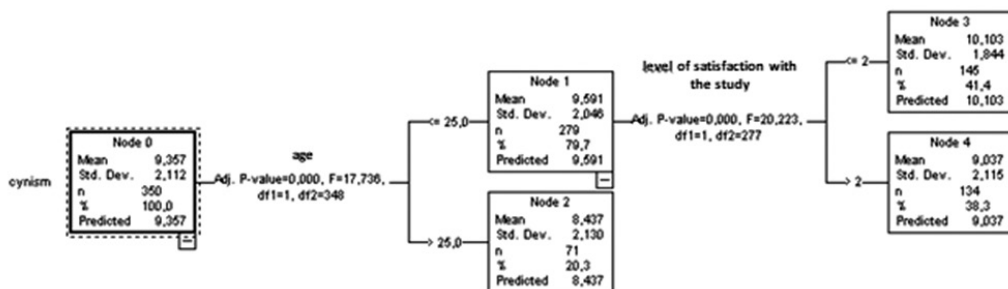 cynism
Node 0
Mean 9,357
Std. Dev. 2,112
n 350
% 100,0
Predicted 9,357
age
Adj. P-value=0,000, F=17,736,
df1=1, df2=348
<= 25,0
Node 1
Mean 9,591
Std. Dev. 2,046
n 279
% 79,7
Predicted 9,591
> 25,0
Node 2
Mean 8,437
Std. Dev. 2,130
n 71
% 20,3
Predicted 8,437
level of satisfaction with
the study
Adj. P-value=0,000, F=20,223,
df1=1, df2=277
<= 2
Node 3
Mean 10,103
Std. Dev. 1,844
n 145
% 41,4
Predicted 10,103
> 2
Node 4
Mean 9,037
Std. Dev. 2,115
n 134
% 38,3
Predicted 9,037